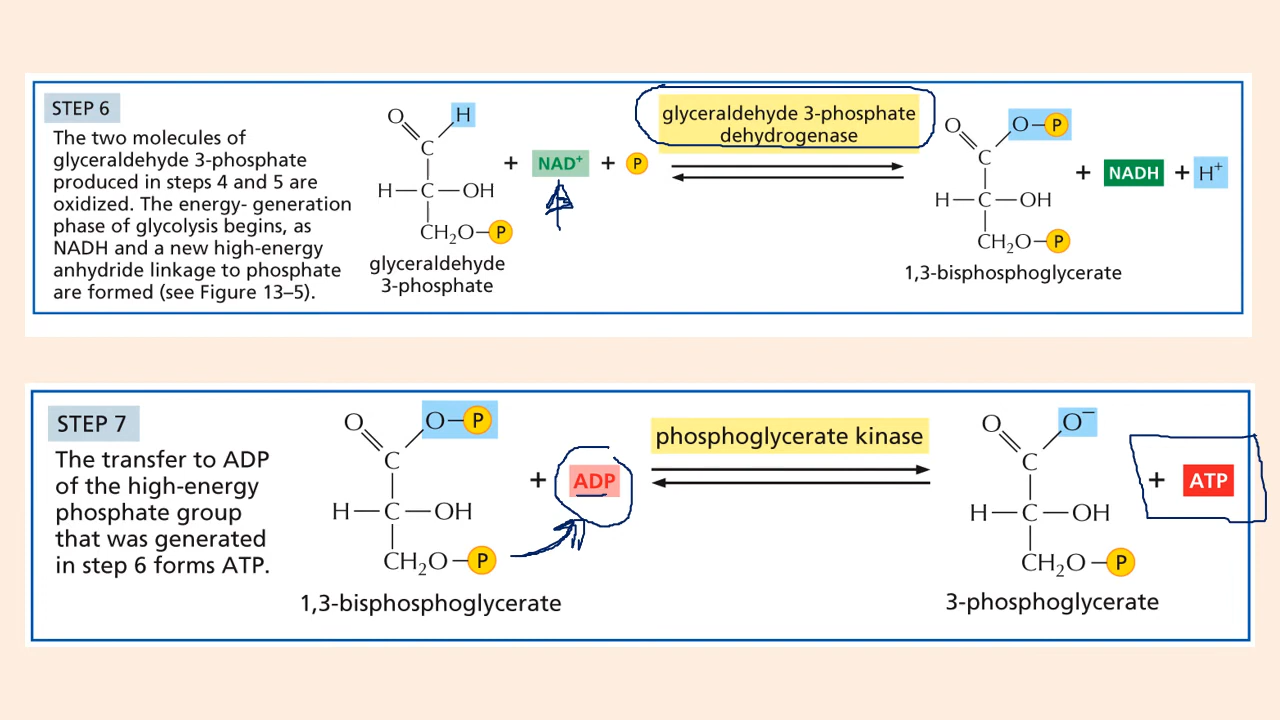 STEP 6
The two molecules of
glyceraldehyde 3-phosphate
produced in steps 4 and 5 are
oxidized. The energy- generation
phase of glycolysis begins, as
NADH and a new high-energy
anhydride linkage to phosphate
are formed (see Figure 13–5).
O H
C
H—C—OH
CH₂O—P
glyceraldehyde
3-phosphate
+ NAD⁺ + P
glyceraldehyde 3-phosphate
dehydrogenase
O O—P
C
H—C—OH
CH₂O—P
1,3-bisphosphoglycerate
+ NADH + H⁺
STEP 7
The transfer to ADP
of the high-energy
phosphate group
that was generated
in step 6 forms ATP.
O O—P
C
H—C—OH
CH₂O—P
1,3-bisphosphoglycerate
+ ADP
phosphoglycerate kinase
O O⁻
C
H—C—OH
CH₂O—P
3-phosphoglycerate
+ ATP